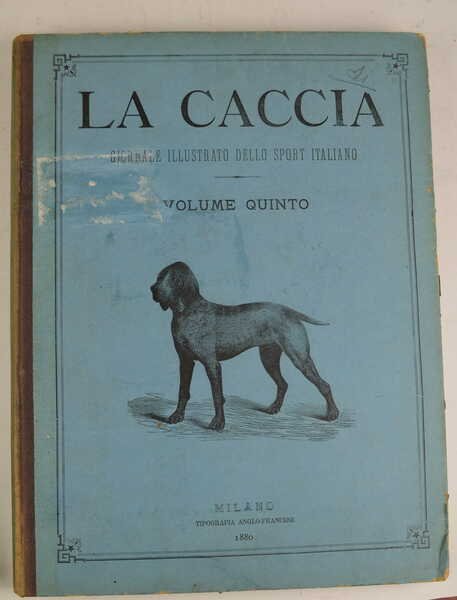 LA CACCIA
GIORNALE ILLUSTRATO DELLO SPORT ITALIANO
VOLUME QUINTO
MILANO
TIPOGRAFIA ANGLO-FRANCESE
1880